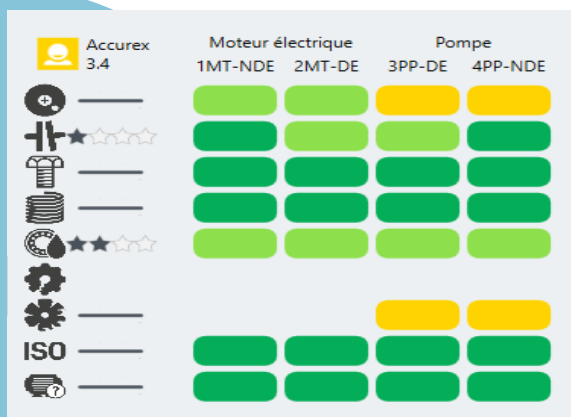 Accurex
3.4
Moteur électrique
Pompe
1MT-NDE
2MT-DE
3PP-DE
4PP-NDE
ISO
?